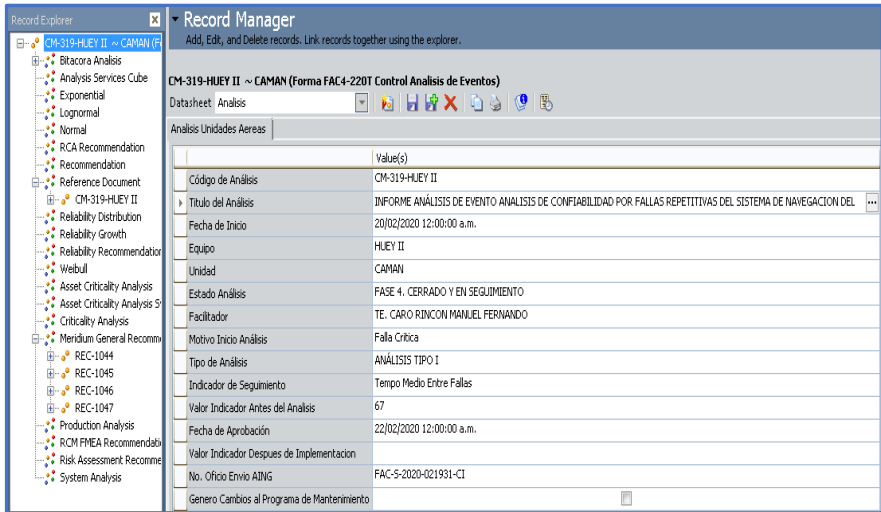 Record Explorer
CM-319-HUEY II ~ CAMAN (F
Bitacora Analisis
Analysis Services Cube
Exponential
Lognormal
Normal
RCA Recommendation
Recommendation
Reference Document
CM-319-HUEY II
Reliability Distribution
Reliability Growth
Reliability Recommendation
Weibull
Asset Criticality Analysis
Asset Criticality Analysis S
Criticality Analysis
Meridium General Recomm
REC-1044
REC-1045
REC-1046
REC-1047
Production Analysis
RCM FMEA Recommendati
Risk Assessment Recomme
System Analysis
Record Manager
Add, Edit, and Delete records. Link records together using the explorer.
CM-319-HUEY II ~ CAMAN (Forma FAC4-220T Control Analisis de Eventos)
Datasheet Analisis
Analisis Unidades Aereas
Value(s)
Código de Análisis CM-319-HUEY II
Titulo del Análisis INFORME ANÁLISIS DE EVENTO ANALISIS DE CONFIABILIDAD POR FALLAS REPETITIVAS DEL SISTEMA DE NAVEGACION DEL ...
Fecha de Inicio 20/02/2020 12:00:00 a.m.
Equipo HUEY II
Unidad CAMAN
Estado Análisis FASE 4. CERRADO Y EN SEGUIMIENTO
Facilitador TE. CARO RINCON MANUEL FERNANDO
Motivo Inicio Análisis Falla Critica
Tipo de Análisis ANÁLISIS TIPO I
Indicador de Seguimiento Tempo Medio Entre Fallas
Valor Indicador Antes del Analisis 67
Fecha de Aprobación 22/02/2020 12:00:00 a.m.
Valor Indicador Despues de Implementacion
No. Oficio Envio AING FAC-S-2020-021931-CI
Genero Cambios al Programa de Mantenimiento